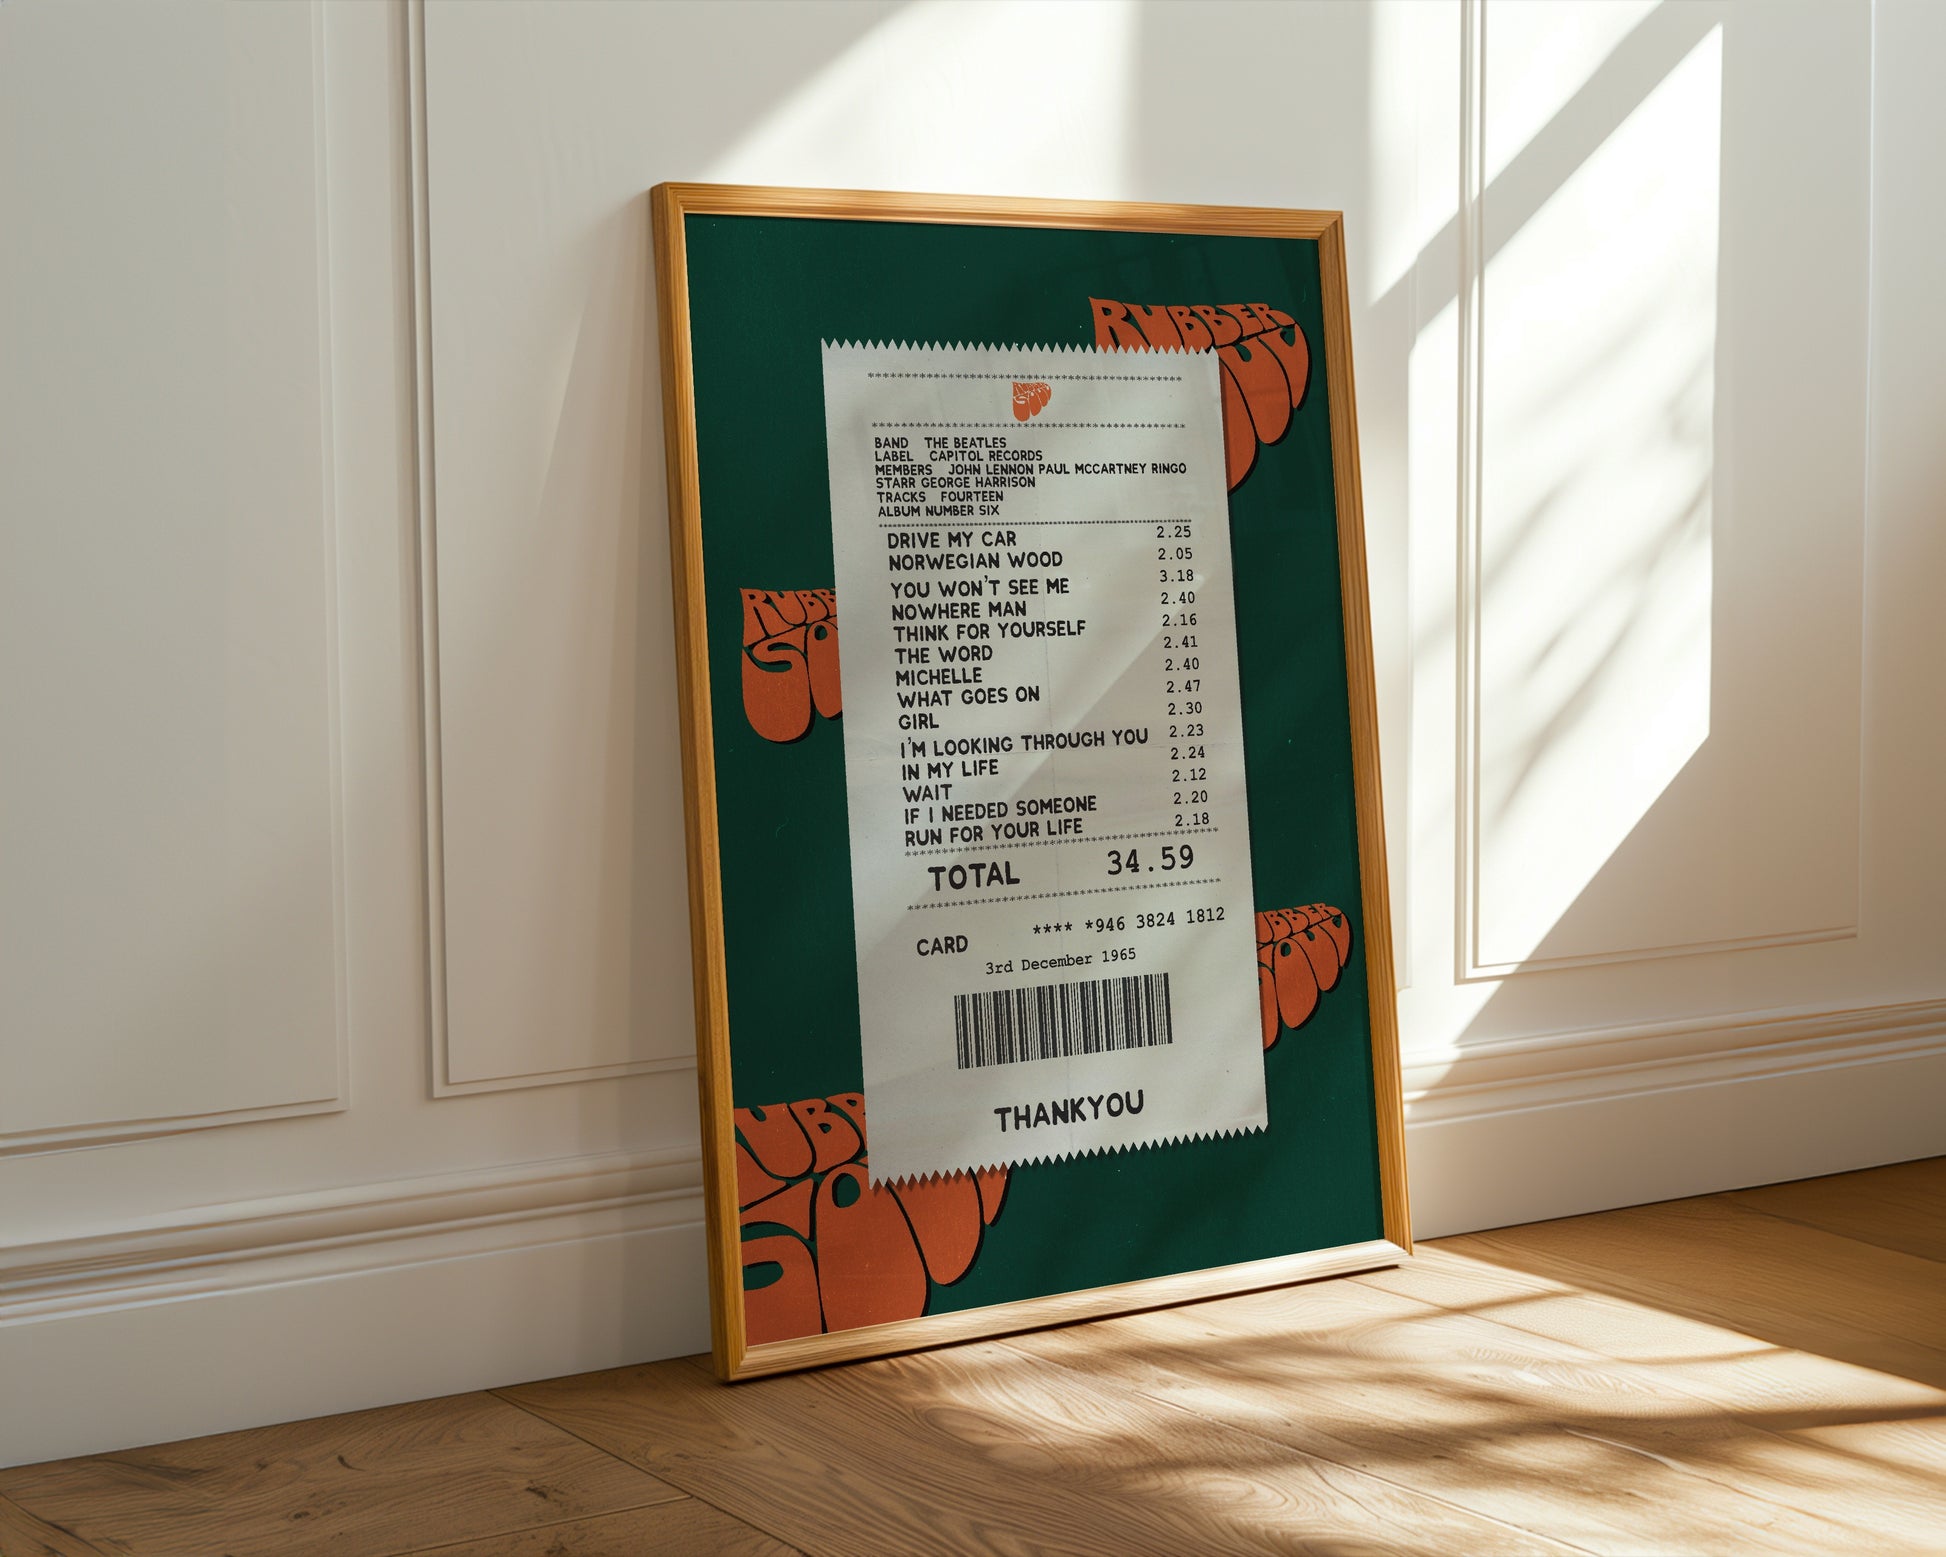 RUBBER
SOUL
*******************************************
RUBBER SOUL
*******************************************
BAND THE BEATLES
LABEL CAPITOL RECORDS
MEMBERS JOHN LENNON PAUL MCCARTNEY RINGO
STARR GEORGE HARRISON
TRACKS FOURTEEN
ALBUM NUMBER SIX
DRIVE MY CAR 2.25
NORWEGIAN WOOD 2.05
YOU WON'T SEE ME 3.18
NOWHERE MAN 2.40
THINK FOR YOURSELF 2.16
THE WORD 2.41
MICHELLE 2.40
WHAT GOES ON 2.47
GIRL 2.30
I'M LOOKING THROUGH YOU 2.23
IN MY LIFE 2.24
WAIT 2.12
IF I NEEDED SOMEONE 2.20
RUN FOR YOUR LIFE 2.18
TOTAL 34.59
CARD **** *946 3824 1812
3rd December 1965
THANKYOU